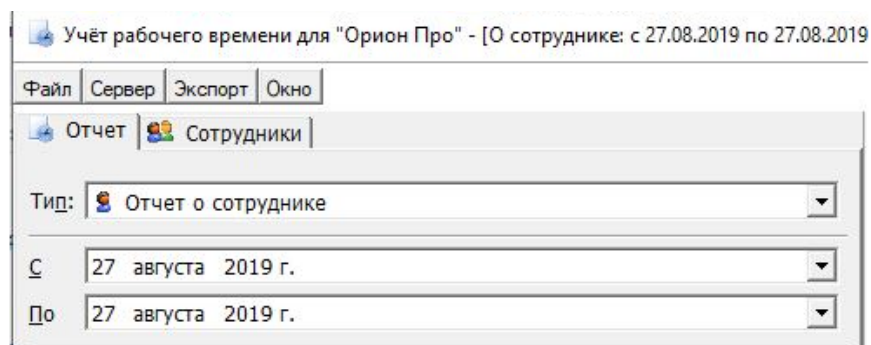 Учёт рабочего времени для "Орион Про" - [О сотруднике: с 27.08.2019 по 27.08.2019
Файл Сервер Экспорт Окно
Отчет Сотрудники
Тип: Отчет о сотруднике
С 27 августа 2019 г.
По 27 августа 2019 г.